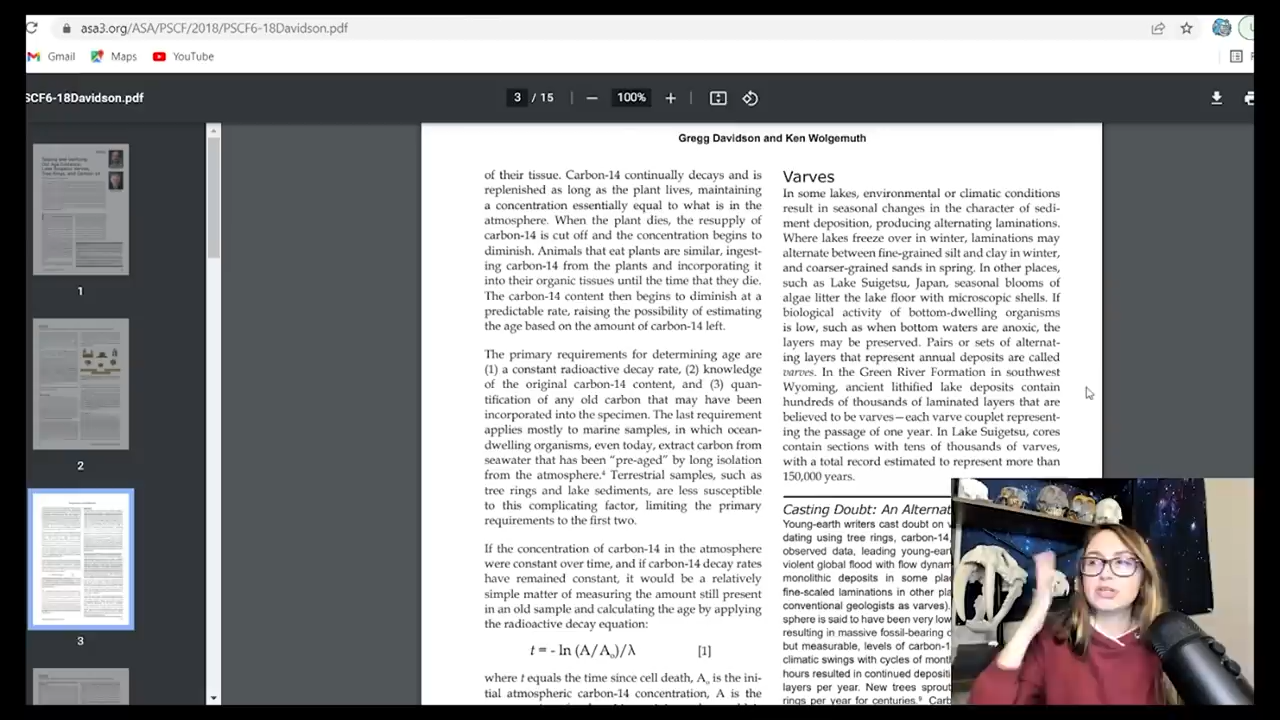 asa3.org/ASA/PSCF/2018/PSCF6-18Davidson.pdf
Gmail
Maps
YouTube
SCF6-18Davidson.pdf
3 / 15
100%
1
2
3
Gregg Davidson and Ken Wolgemuth
of their tissue. Carbon-14 continually decays and is
replenished as long as the plant lives, maintaining
a concentration essentially equal to what is in the
atmosphere. When the plant dies, the resupply of
carbon-14 is cut off and the concentration begins to
diminish. Animals that eat plants are similar, ingest-
ing carbon-14 from the plants and incorporating it
into their organic tissues until the time that they die.
The carbon-14 content then begins to diminish at a
predictable rate, raising the possibility of estimating
the age based on the amount of carbon-14 left.
The primary requirements for determining age are
(1) a constant radioactive decay rate, (2) knowledge
of the original carbon-14 content, and (3) quan-
tification of any old carbon that may have been
incorporated into the specimen. The last requirement
applies mostly to marine samples, in which ocean-
dwelling organisms, even today, extract carbon from
seawater that has been "pre-aged" by long isolation
from the atmosphere.⁴ Terrestrial samples, such as
tree rings and lake sediments, are less susceptible
to this complicating factor, limiting the primary
requirements to the first two.
If the concentration of carbon-14 in the atmosphere
were constant over time, and if carbon-14 decay rates
have remained constant, it would be a relatively
simple matter of measuring the amount still present
in an old sample and calculating the age by applying
the radioactive decay equation:
t = - ln (A/A₀)/λ [1]
where t equals the time since cell death, A₀ is the ini-
tial atmospheric carbon-14 concentration, A is the
Varves
In some lakes, environmental or climatic conditions
result in seasonal changes in the character of sedi-
ment deposition, producing alternating laminations.
Where lakes freeze over in winter, laminations may
alternate between fine-grained silt and clay in winter,
and coarser-grained sands in spring. In other places,
such as Lake Suigetsu, Japan, seasonal blooms of
algae litter the lake floor with microscopic shells. If
biological activity of bottom-dwelling organisms
is low, such as when bottom waters are anoxic, the
layers may be preserved. Pairs or sets of alternat-
ing layers that represent annual deposits are called
varves. In the Green River Formation in southwest
Wyoming, ancient lithified lake deposits contain
hundreds of thousands of laminated layers that are
believed to be varves—each varve couplet represent-
ing the passage of one year. In Lake Suigetsu, cores
contain sections with tens of thousands of varves,
with a total record estimated to represent more than
150,000 years.
Casting Doubt: An Alternat
Young-earth writers cast doubt on v
dating using tree rings, carbon-14,
observed data, leading young-eart
violent global flood with flow dynam
monolithic deposits in some plac
fine-scaled laminations in other pla
conventional geologists as varves).
sphere is said to have been very low
resulting in massive fossil-bearing d
but measurable, levels of carbon-1
climatic swings with cycles of mont
hours resulted in continued depositi
layers per year. New trees sprout
rings per year for centuries.⁵ Carb